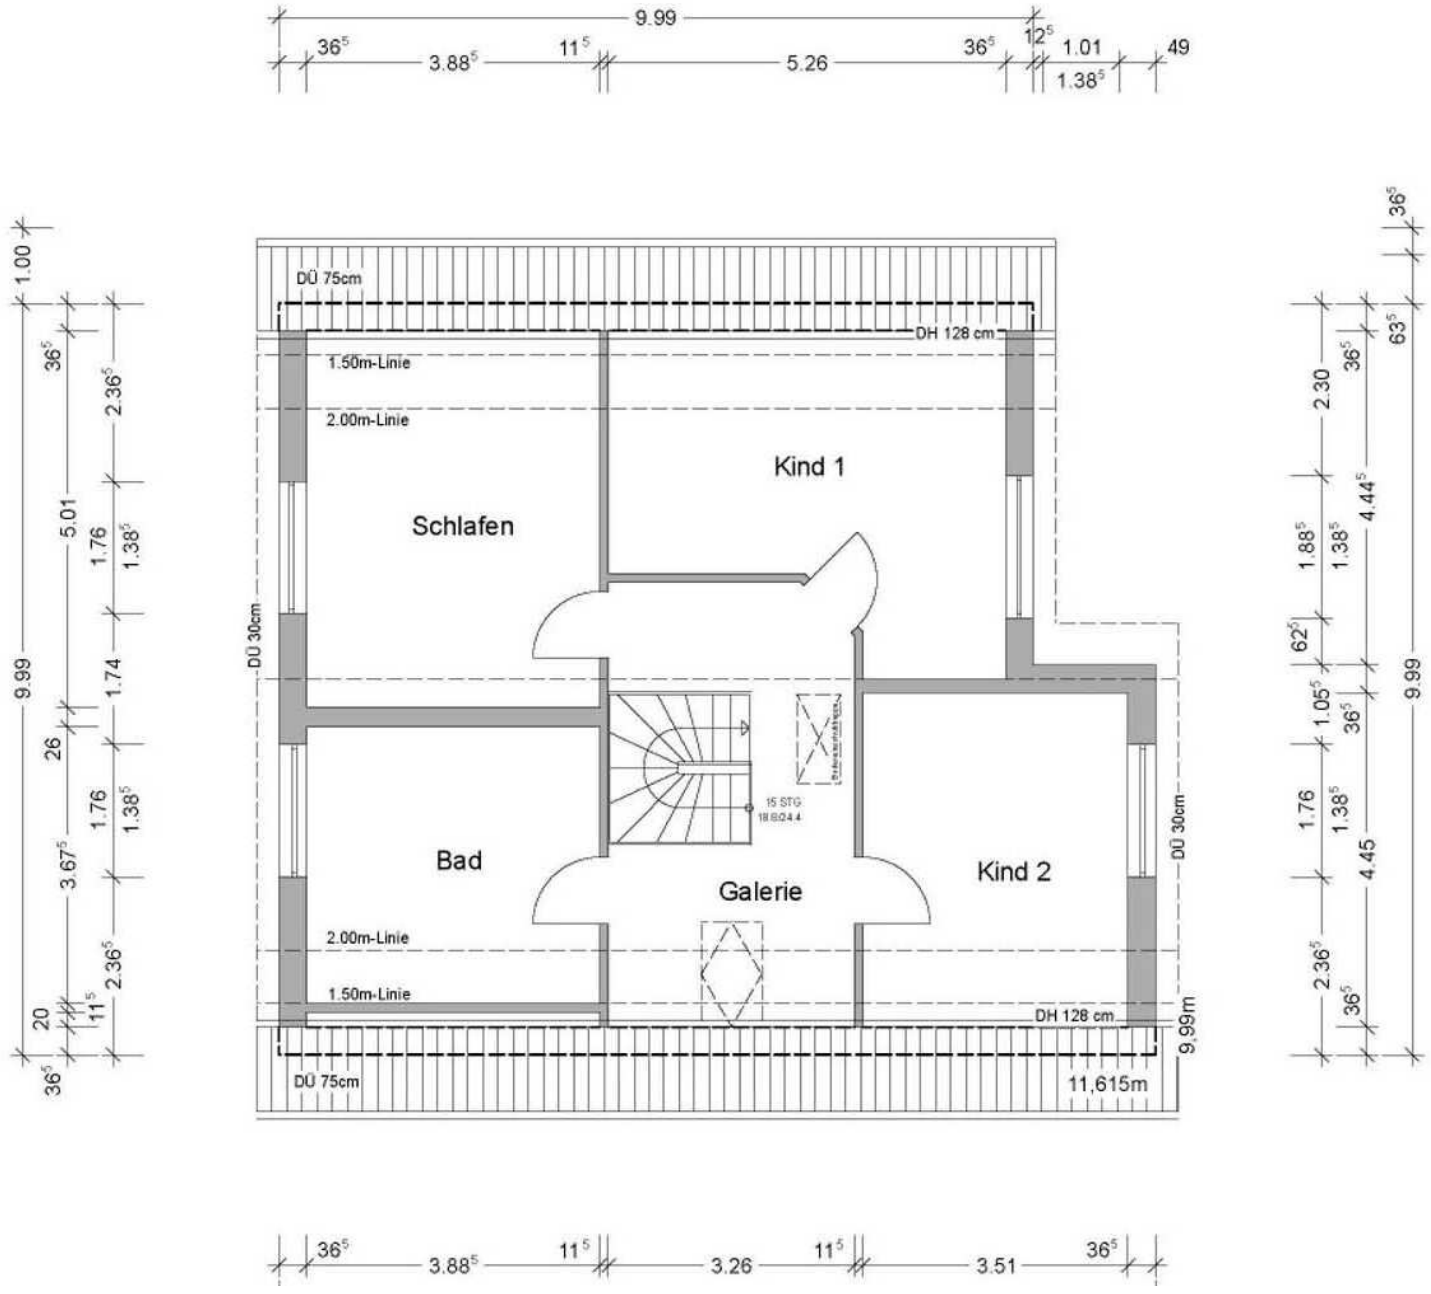 9.99
36⁵
11⁵
36⁵
12⁵
1.01
49
3.88⁵
5.26
1.38⁵
36⁵
1.00
DÜ 75cm
DH 128 cm
63⁵
36⁵
36⁵
1.50m-Linie
2.36⁵
2.30
2.00m-Linie
Kind 1
4.44⁵
5.01
Schlafen
1.76
1.38⁵
1.88⁵
1.38⁵
DÜ 30cm
62⁵
9.99
1.74
9.99
1.05⁵
36⁵
26
15 STG
18.8/24.4
1.76
1.38⁵
DÜ 30cm
1.76
1.38⁵
3.67⁵
Bad
Kind 2
4.45
Galerie
2.00m-Linie
2.36⁵
2.36⁵
1.50m-Linie
20
11⁵
DH 128 cm
9,99m
36⁵
36⁵
DÜ 75cm
11,615m
36⁵
11⁵
11⁵
36⁵
3.88⁵
3.26
3.51